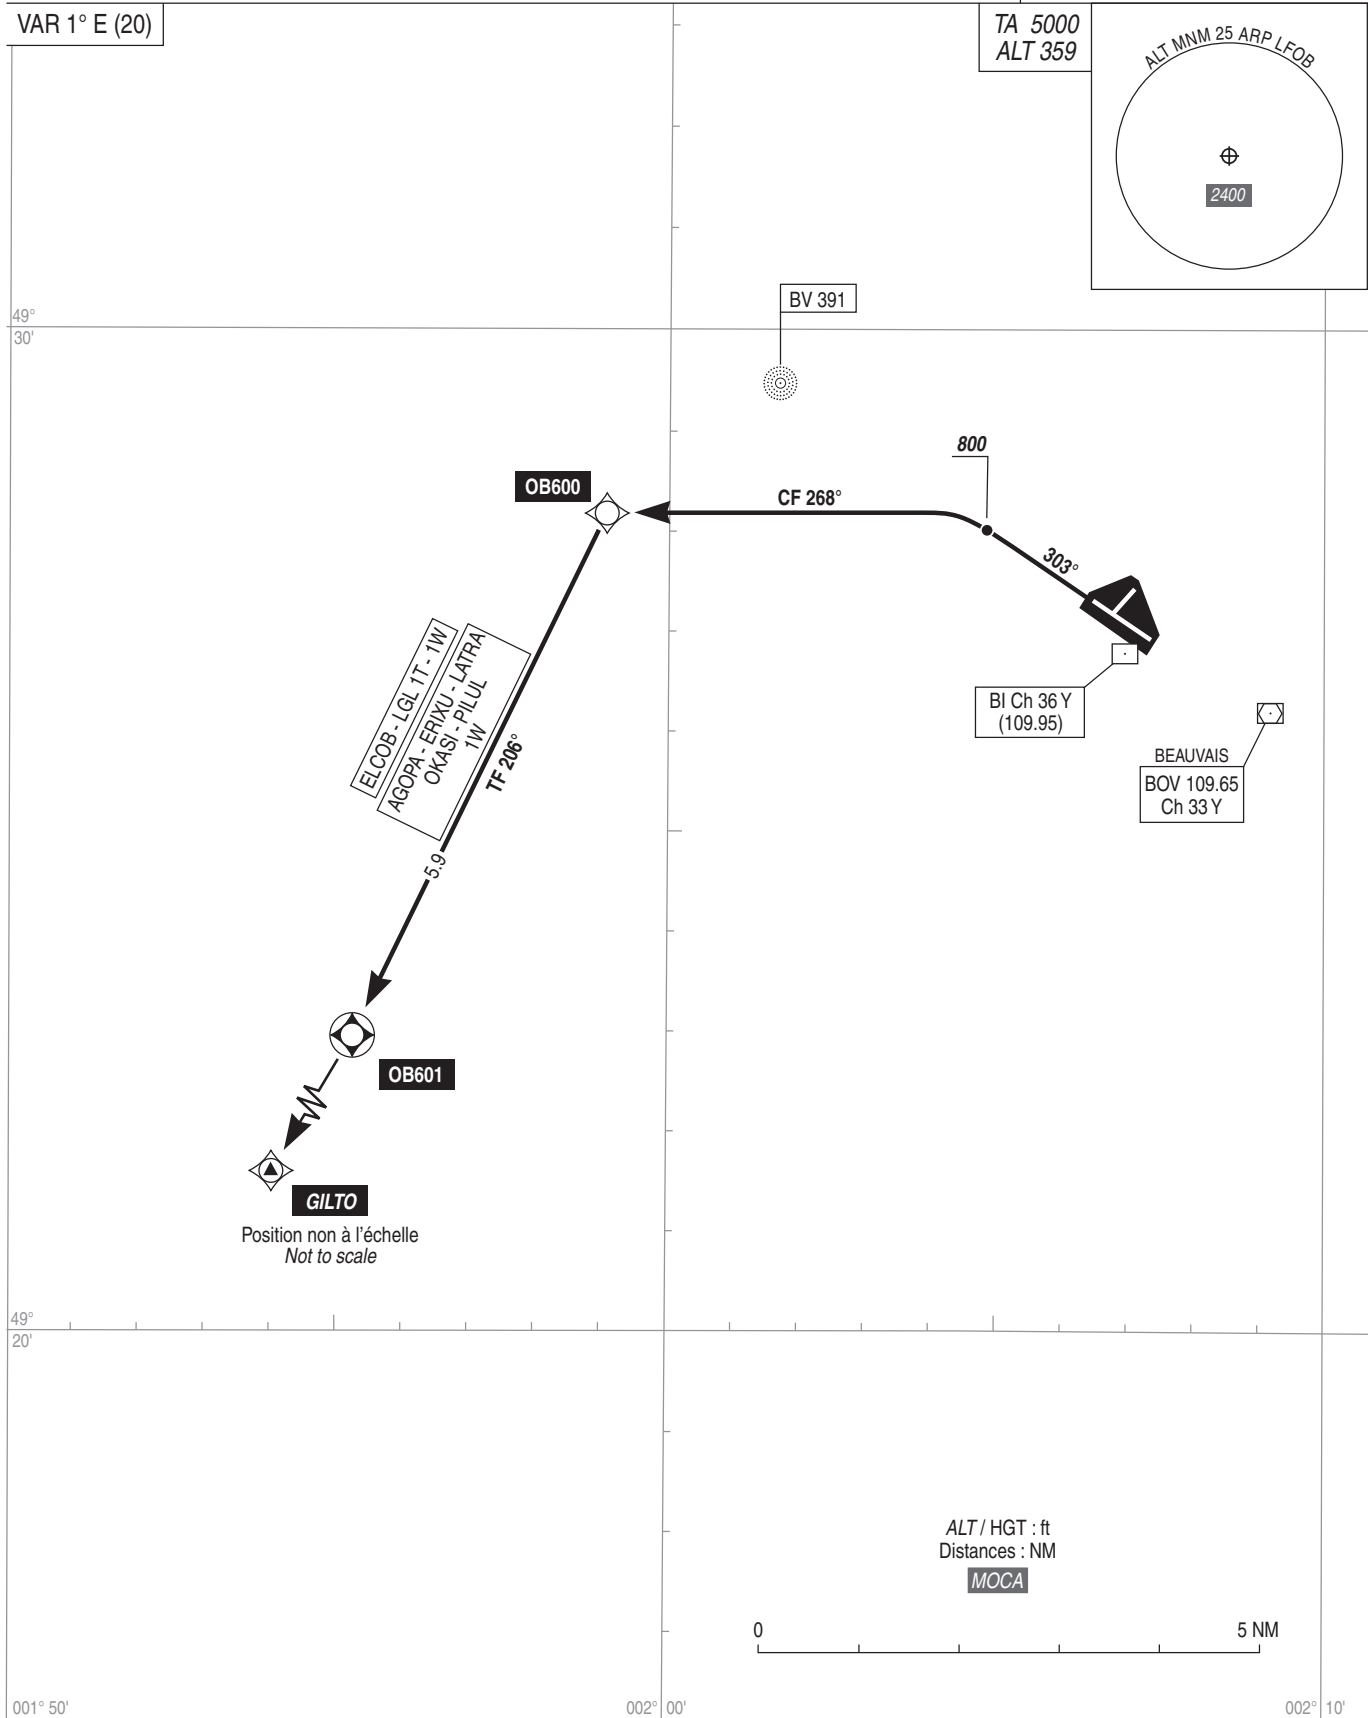 VAR 1° E (20)
TA 5000
ALT 359
ALT MNM 25 ARP LFOB
2400
49°
30'
BV 391
800
OB600
CF 268°
303°
ELCOB - LGL 1T - 1W
AGOPA - ERIXU - LATRA
OKASI - PILUL
1W
TF 206°
BI Ch 36 Y
(109.95)
BEAUVAIS
BOV 109.65
Ch 33 Y
5.9
OB601
GILTO
Position non à l'échelle
Not to scale
49°
20'
ALT / HGT : ft
Distances : NM
MOCA
0 5 NM
001° 50' 002° 00' 002° 10'